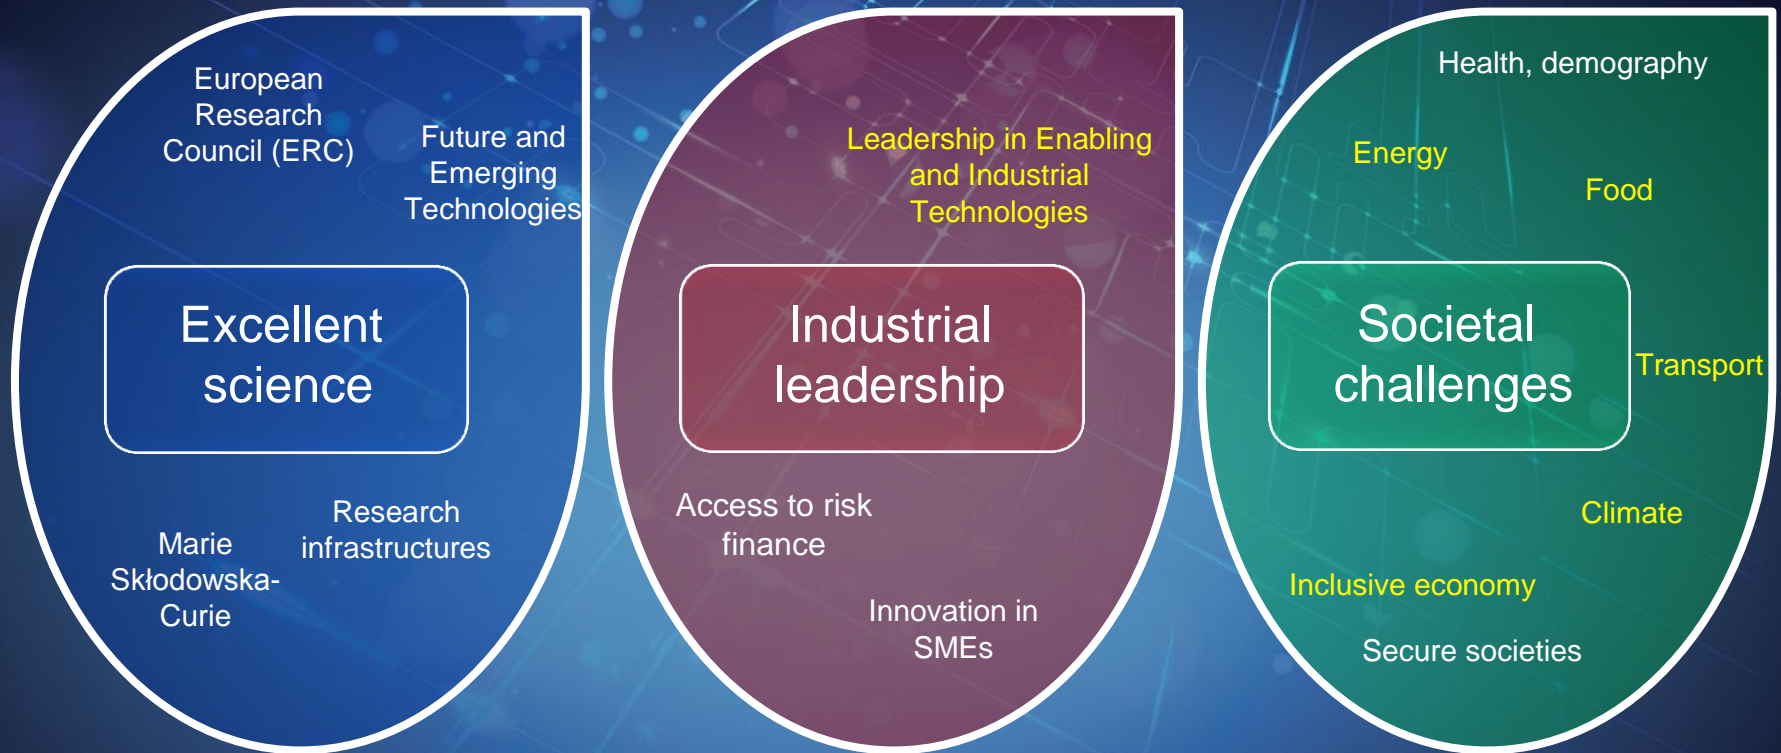 European
Research
Council (ERC)
Future and
Emerging
Technologies
Excellent
science
Research
infrastructures
Marie
Skłodowska-
Curie
Leadership in Enabling
and Industrial
Technologies
Industrial
leadership
Access to risk
finance
Innovation in
SMEs
Health, demography
Energy
Food
Societal
challenges
Transport
Climate
Inclusive economy
Secure societies